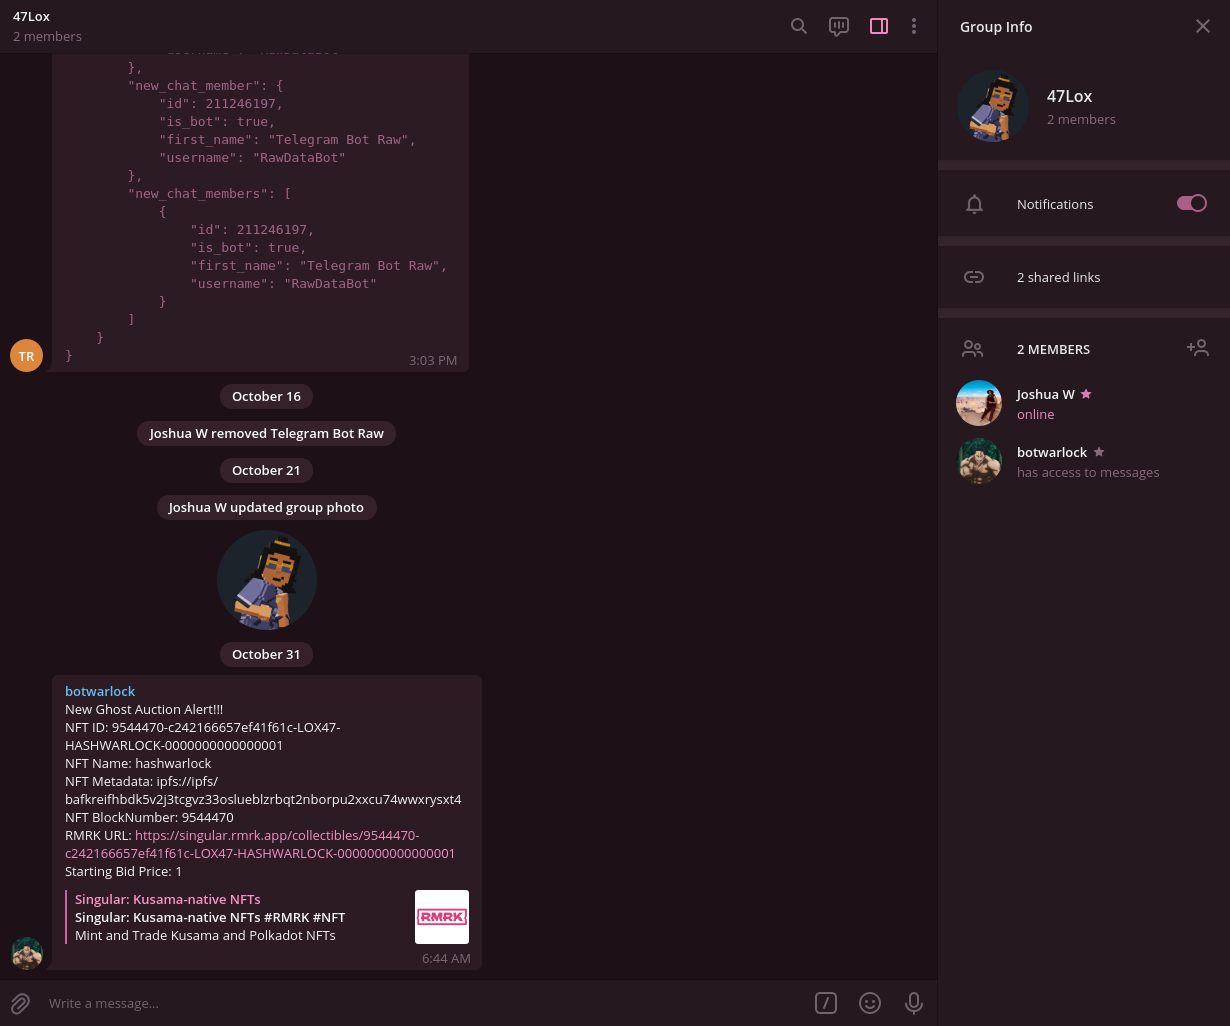 47Lox
2 members
},
"new_chat_member": {
"id": 211246197,
"is_bot": true,
"first_name": "Telegram Bot Raw",
"username": "RawDataBot"
},
"new_chat_members": [
{
"id": 211246197,
"is_bot": true,
"first_name": "Telegram Bot Raw",
"username": "RawDataBot"
}
]
}
}
TR
3:03 PM
October 16
Joshua W removed Telegram Bot Raw
October 21
Joshua W updated group photo
October 31
botwarlock
New Ghost Auction Alert!!!
NFT ID: 9544470-c242166657ef41f61c-LOX47-
HASHWARLOCK-0000000000000001
NFT Name: hashwarlock
NFT Metadata: ipfs://ipfs/
bafkreifhbdk5v2j3tcgvz33oslueblzrbqt2nborpu2xxcu74wwxrysxt4
NFT BlockNumber: 9544470
RMRK URL: https://singular.rmrk.app/collectibles/9544470-
c242166657ef41f61c-LOX47-HASHWARLOCK-0000000000000001
Starting Bid Price: 1
Singular: Kusama-native NFTs
Singular: Kusama-native NFTs #RMRK #NFT
Mint and Trade Kusama and Polkadot NFTs
RMRK
6:44 AM
Write a message...
Group Info
47Lox
2 members
Notifications
2 shared links
2 MEMBERS
Joshua W
online
botwarlock
has access to messages